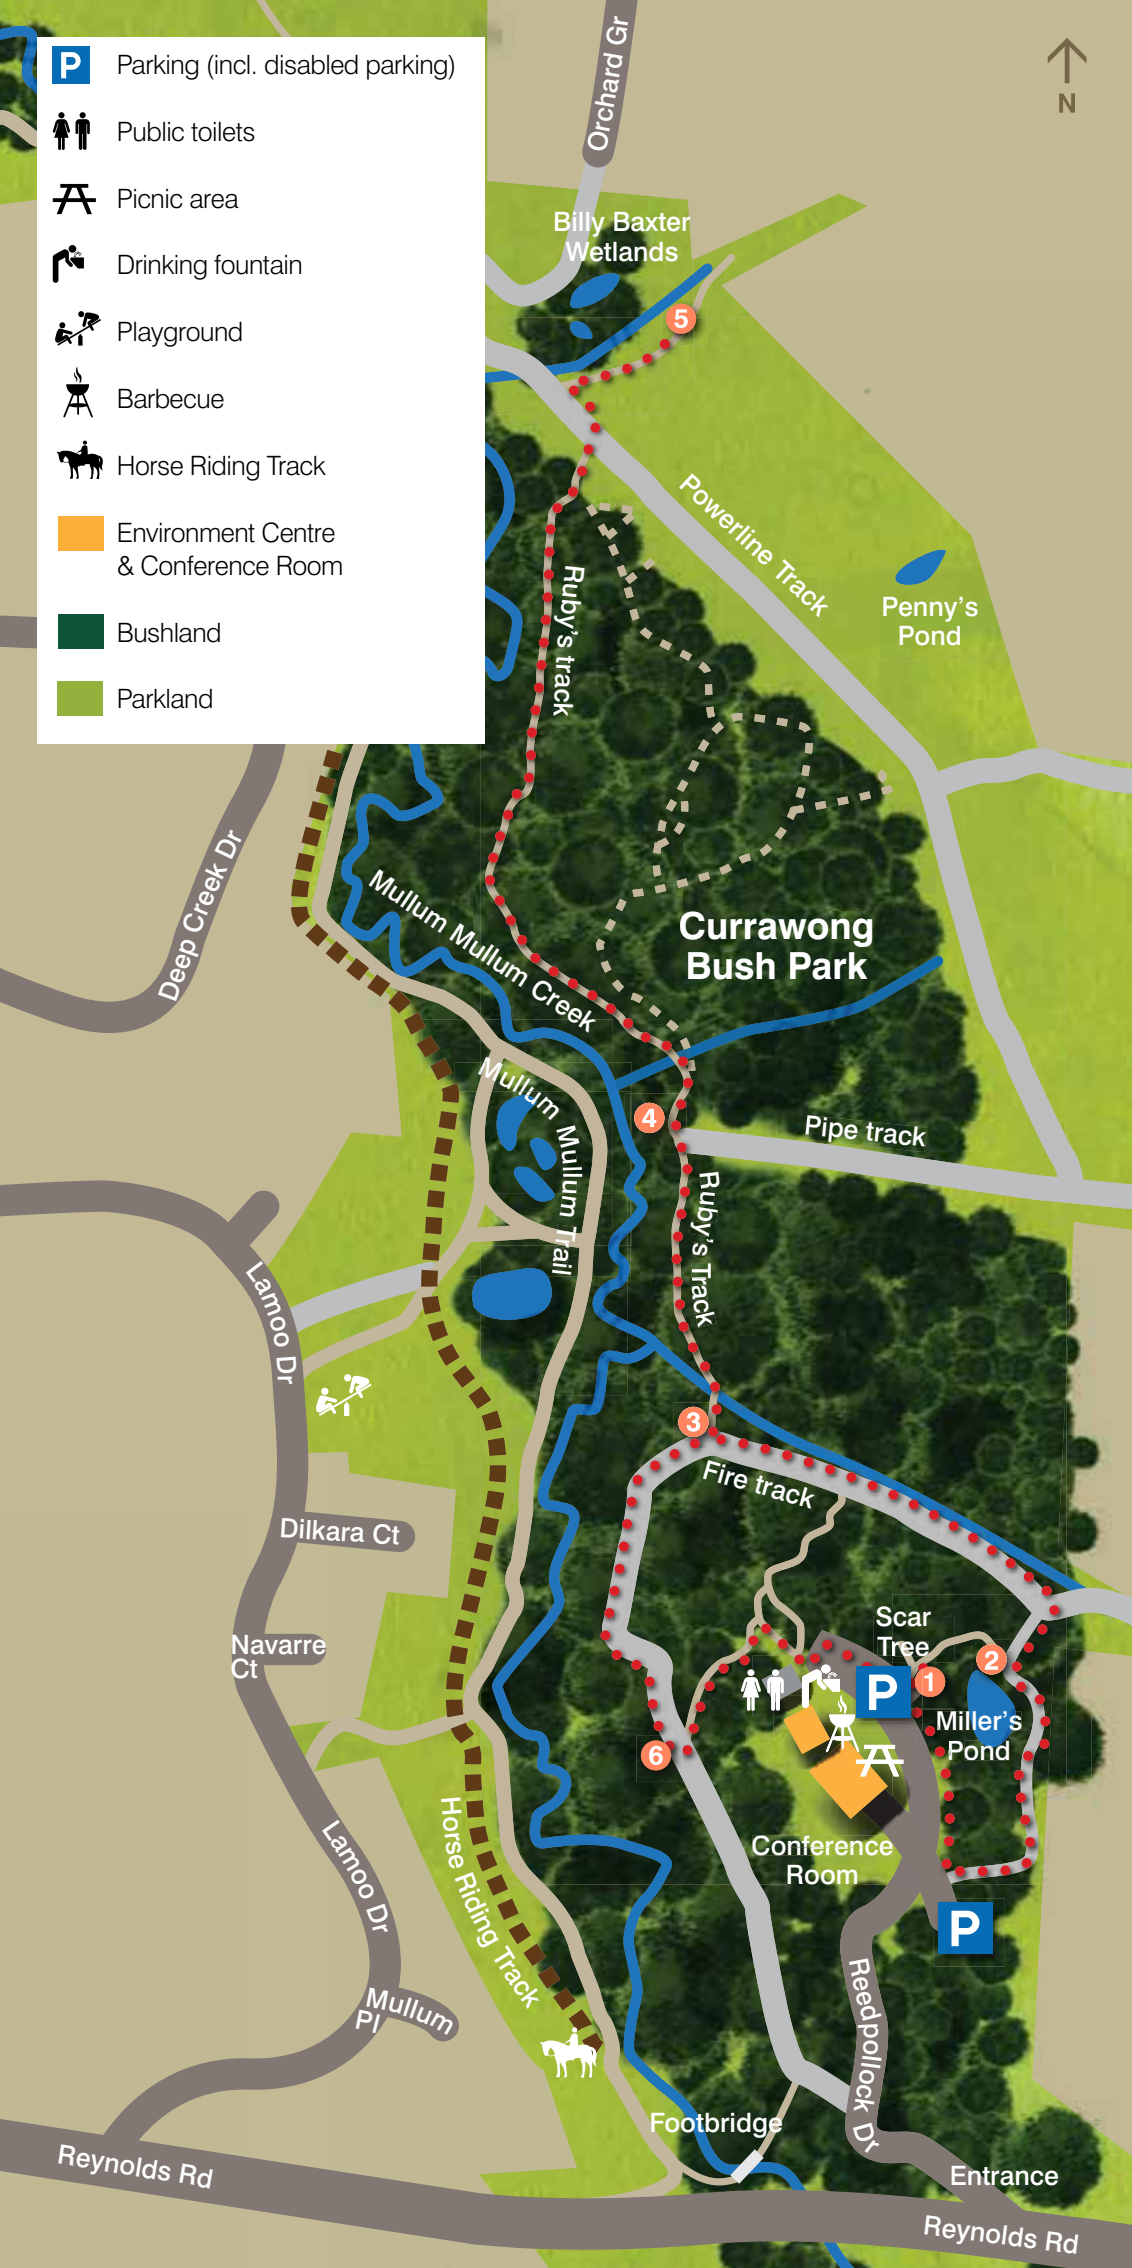 P Parking (incl. disabled parking)
Public toilets
Picnic area
Drinking fountain
Playground
Barbecue
Horse Riding Track
Environment Centre
& Conference Room
Bushland
Parkland
N
Orchard Gr
Billy Baxter
Wetlands
5
Powerline Track
Penny's
Pond
Ruby's track
Deep Creek Dr
Mullum Mullum Creek
Currawong
Bush Park
Mullum Mullum Trail
4
Pipe track
Ruby's Track
Lamoo Dr
3
Fire track
Dilkara Ct
Navarre
Ct
Scar
Tree
2
P
1
Miller's
Pond
6
Conference
Room
Horse Riding Track
Lamoo Dr
P
Reedpollock Dr
Mullum
Pl
Footbridge
Reynolds Rd
Entrance
Reynolds Rd